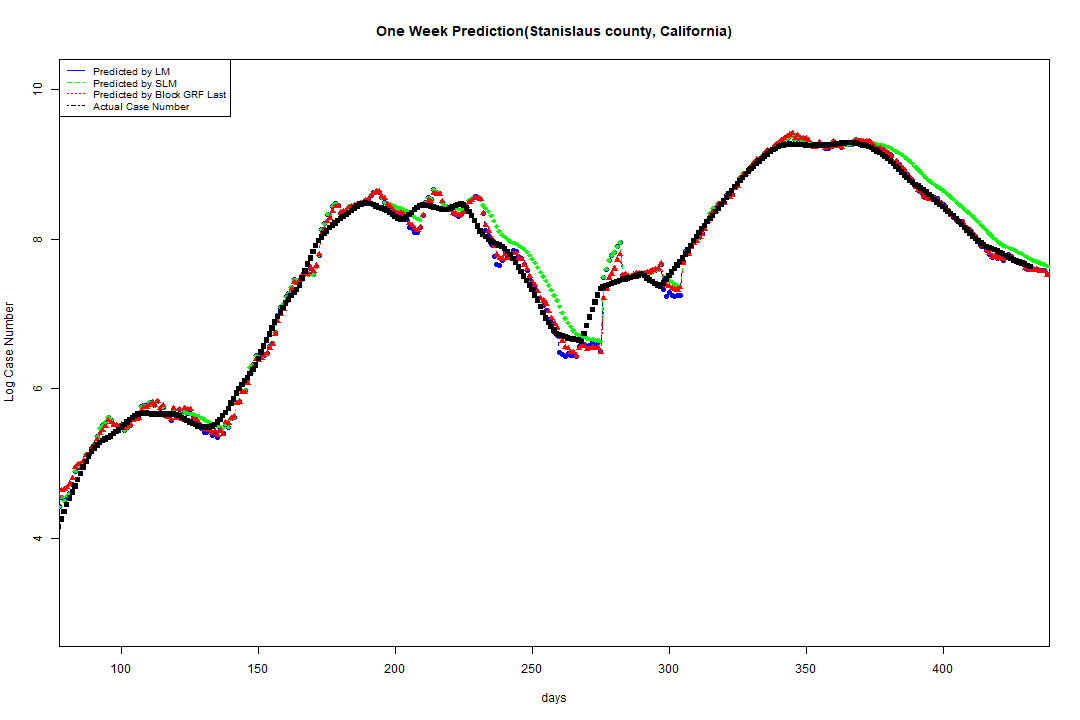 One Week Prediction(Stanislaus county, California)
Predicted by LM
Predicted by SLM
Predicted by Block GRF Last
Actual Case Number
10
8
6
4
Log Case Number
100 150 200 250 300 350 400
days